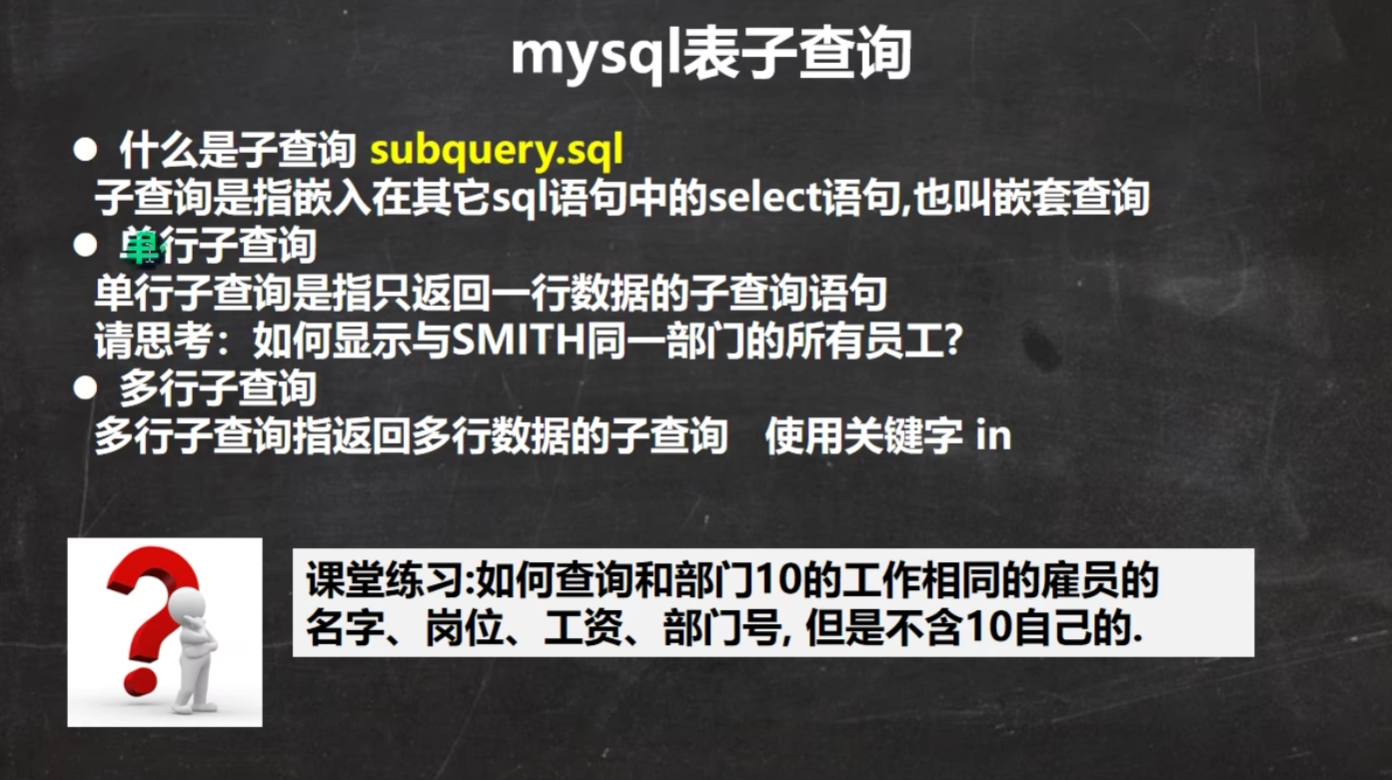 mysql表子查询
● 什么是子查询 subquery.sql
子查询是指嵌入在其它sql语句中的select语句,也叫嵌套查询
● 单行子查询
单行子查询是指只返回一行数据的子查询语句
请思考：如何显示与SMITH同一部门的所有员工?
● 多行子查询
多行子查询指返回多行数据的子查询 使用关键字 in
课堂练习:如何查询和部门10的工作相同的雇员的
名字、岗位、工资、部门号, 但是不含10自己的.